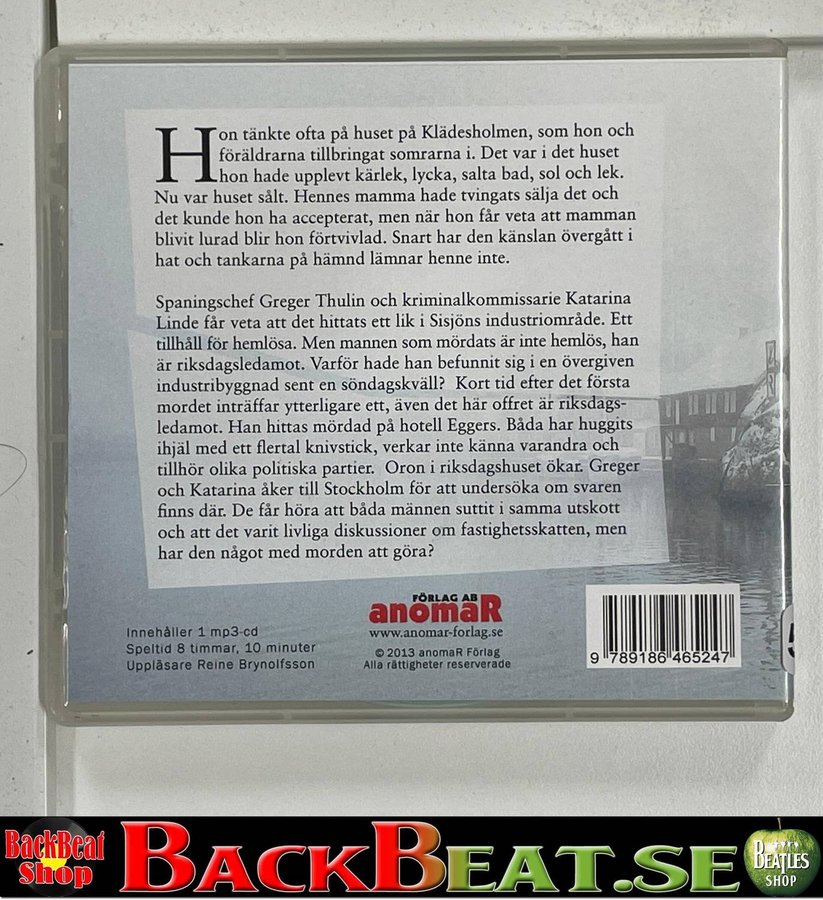 Hon tänkte ofta på huset på Klädesholmen, som hon och
föräldrarna tillbringat somrarna i. Det var i det huset
hon hade upplevt kärlek, lycka, salta bad, sol och lek.
Nu var huset sålt. Hennes mamma hade tvingats sälja det och
det kunde hon ha accepterat, men när hon får veta att mamman
blivit lurad blir hon förtvivlad. Snart har den känslan övergått i
hat och tankarna på hämnd lämnar henne inte.
Spaningschef Greger Thulin och kriminalkommissarie Katarina
Linde får veta att det hittats ett lik i Sisjöns industriområde. Ett
tillhåll för hemlösa. Men mannen som mördats är inte hemlös, han
är riksdagsledamot. Varför hade han befunnit sig i en övergiven
industribyggnad sent en söndagskväll? Kort tid efter det första
mordet inträffar ytterligare ett, även det här offret är riksdags-
ledamot. Han hittas mördad på hotell Eggers. Båda har huggits
ihjäl med ett flertal knivstick, verkar inte känna varandra och
tillhör olika politiska partier. Oron i riksdagshuset ökar. Greger
och Katarina åker till Stockholm för att undersöka om svaren
finns där. De får höra att båda männen suttit i samma utskott
och att det varit livliga diskussioner om fastighetsskatten, men
har den något med morden att göra?
Innehåller 1 mp3-cd
Speltid 8 timmar, 10 minuter
Uppläsare Reine Brynolfsson
FÖRLAG AB
anomaR
www.anomar-forlag.se
© 2013 anomaR Förlag
Alla rättigheter reserverade
9 789186 465247
BackBeat
Shop
BACKBEAT.SE
BEATLES
SHOP